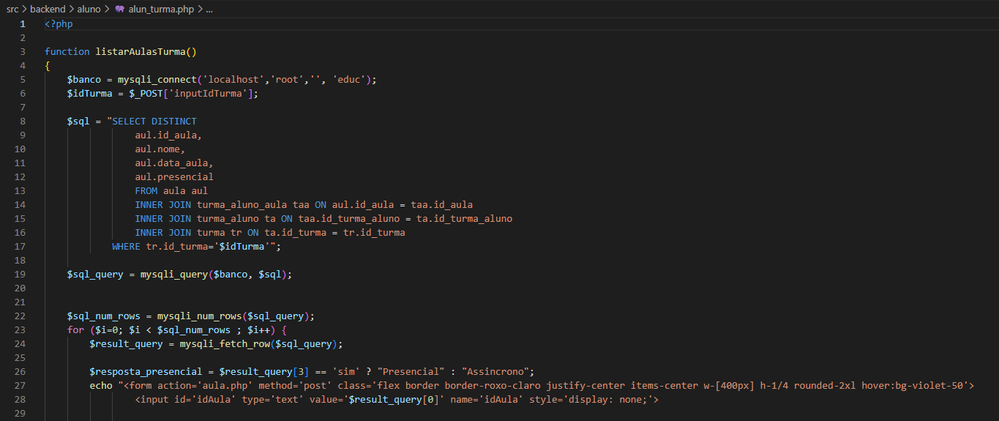 src > backend > aluno > alun_turma.php > ...
1 <?php
2
3 function listarAulasTurma()
4 {
5     $banco = mysqli_connect('localhost','root','', 'educ');
6     $idTurma = $_POST['inputIdTurma'];
7
8     $sql = "SELECT DISTINCT
9                 aul.id_aula,
10                 aul.nome,
11                 aul.data_aula,
12                 aul.presencial
13                 FROM aula aul
14                 INNER JOIN turma_aluno_aula taa ON aul.id_aula = taa.id_aula
15                 INNER JOIN turma_aluno ta ON taa.id_turma_aluno = ta.id_turma_aluno
16                 INNER JOIN turma tr ON ta.id_turma = tr.id_turma
17             WHERE tr.id_turma='$idTurma'";
18
19     $sql_query = mysqli_query($banco, $sql);
20
21
22     $sql_num_rows = mysqli_num_rows($sql_query);
23     for ($i=0; $i < $sql_num_rows ; $i++) {
24         $result_query = mysqli_fetch_row($sql_query);
25
26         $resposta_presencial = $result_query[3] == 'sim' ? "Presencial" : "Assincrono";
27         echo "<form action='aula.php' method='post' class='flex border border-roxo-claro justify-center items-center w-[400px] h-1/4 rounded-2xl hover:bg-violet-50'>
28                 <input id='idAula' type='text' value='$result_query[0]' name='idAula' style='display: none;'>
29